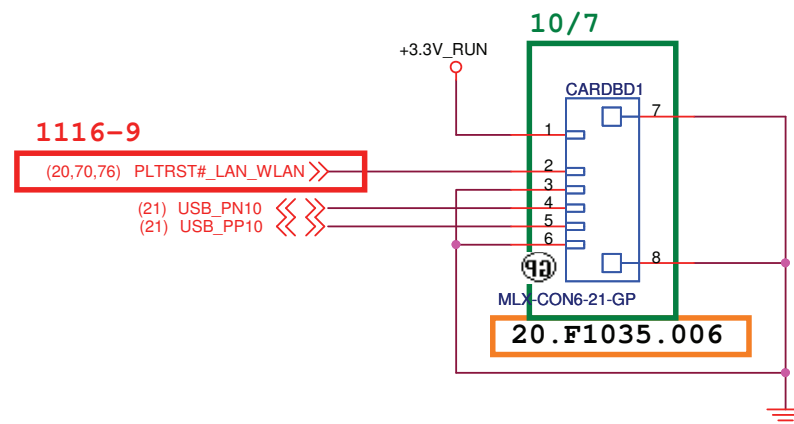 10/7
+3.3V_RUN
CARDBD1
1116-9
(20,70,76) PLTRST#_LAN_WLAN
(21) USB_PN10
(21) USB_PP10
1
2
3
4
5
6
7
8
GP
MLX-CON6-21-GP
20.F1035.006